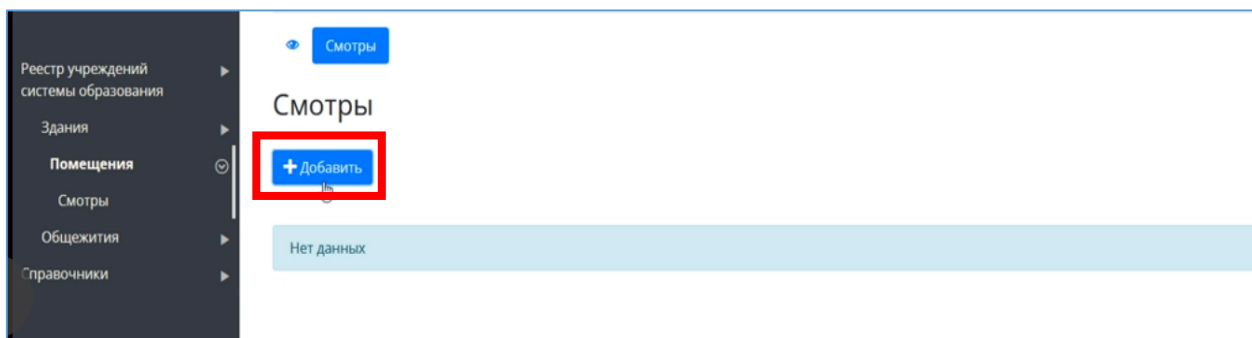 Смотры
Реестр учреждений
системы образования
Здания
Помещения
Смотры
Общежития
Справочники
Смотры
Добавить
Нет данных